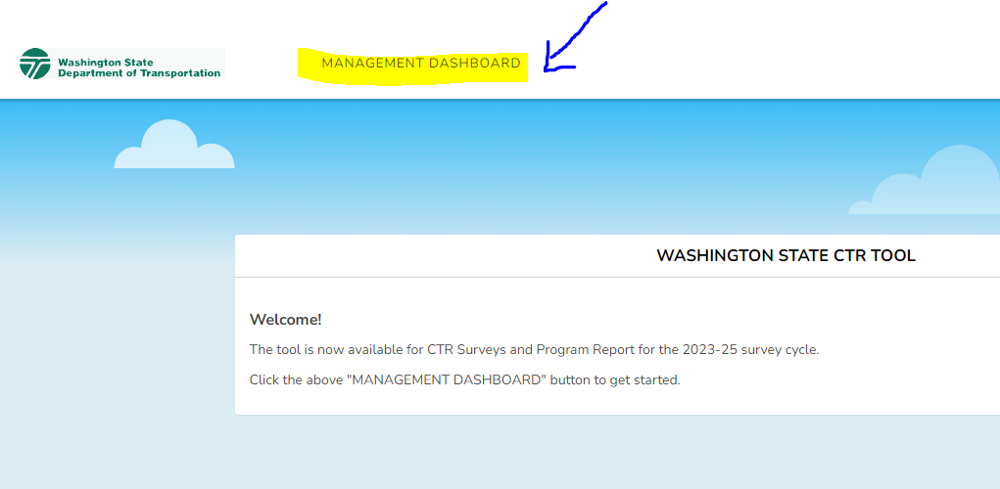 Washington State
Department of Transportation
MANAGEMENT DASHBOARD
WASHINGTON STATE CTR TOOL
Welcome!
The tool is now available for CTR Surveys and Program Report for the 2023-25 survey cycle.
Click the above "MANAGEMENT DASHBOARD" button to get started.